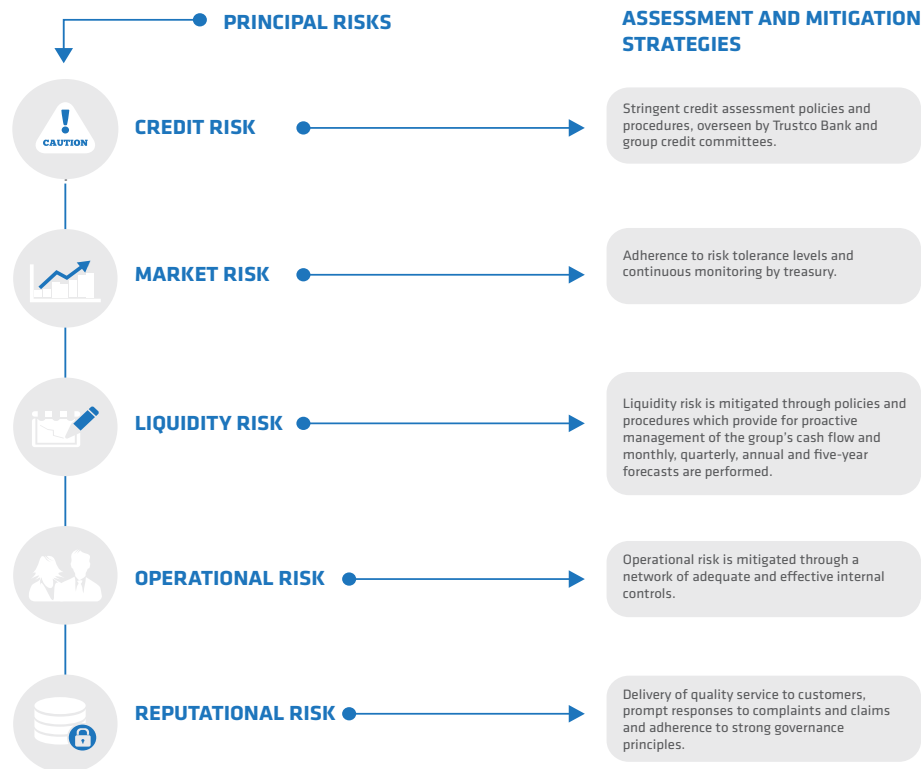 PRINCIPAL RISKS
ASSESSMENT AND MITIGATION
STRATEGIES
CAUTION
CREDIT RISK
Stringent credit assessment policies and
procedures, overseen by Trustco Bank and
group credit committees.
MARKET RISK
Adherence to risk tolerance levels and
continuous monitoring by treasury.
LIQUIDITY RISK
Liquidity risk is mitigated through policies and
procedures which provide for proactive
management of the group's cash flow and
monthly, quarterly, annual and five-year
forecasts are performed.
OPERATIONAL RISK
Operational risk is mitigated through a
network of adequate and effective internal
controls.
REPUTATIONAL RISK
Delivery of quality service to customers,
prompt responses to complaints and claims
and adherence to strong governance
principles.